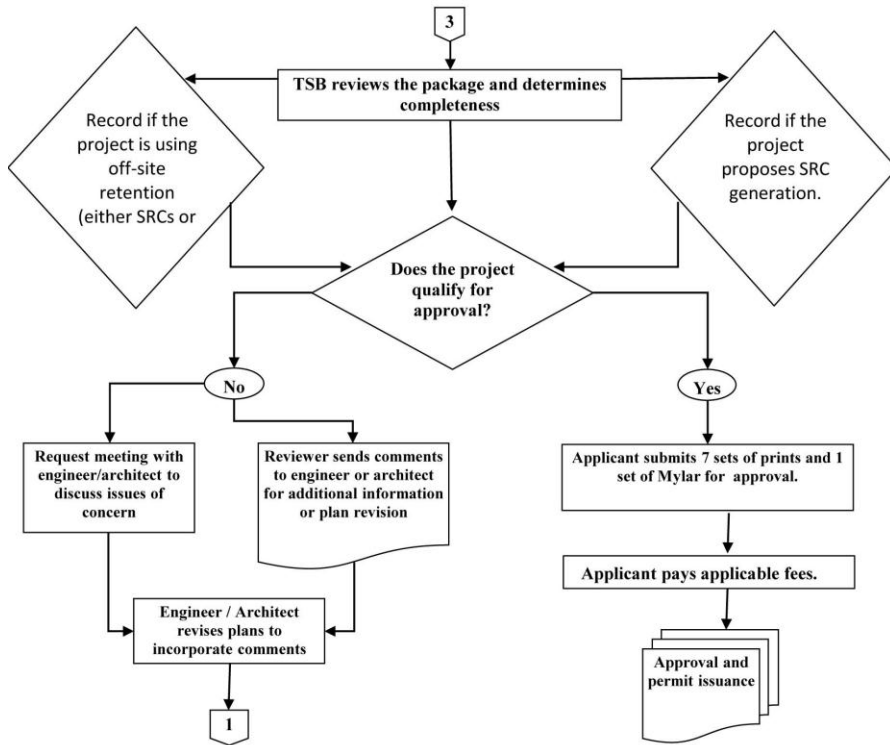 3
TSB reviews the package and determines
completeness
Record if the
project is using
off-site
retention
(either SRCs or
Record if the
project
proposes SRC
generation.
Does the project
qualify for
approval?
No
Yes
Request meeting with
engineer/architect to
discuss issues of
concern
Reviewer sends comments
to engineer or architect
for additional information
or plan revision
Applicant submits 7 sets of prints and 1
set of Mylar for approval.
Applicant pays applicable fees.
Engineer / Architect
revises plans to
incorporate comments
Approval and
permit issuance
1